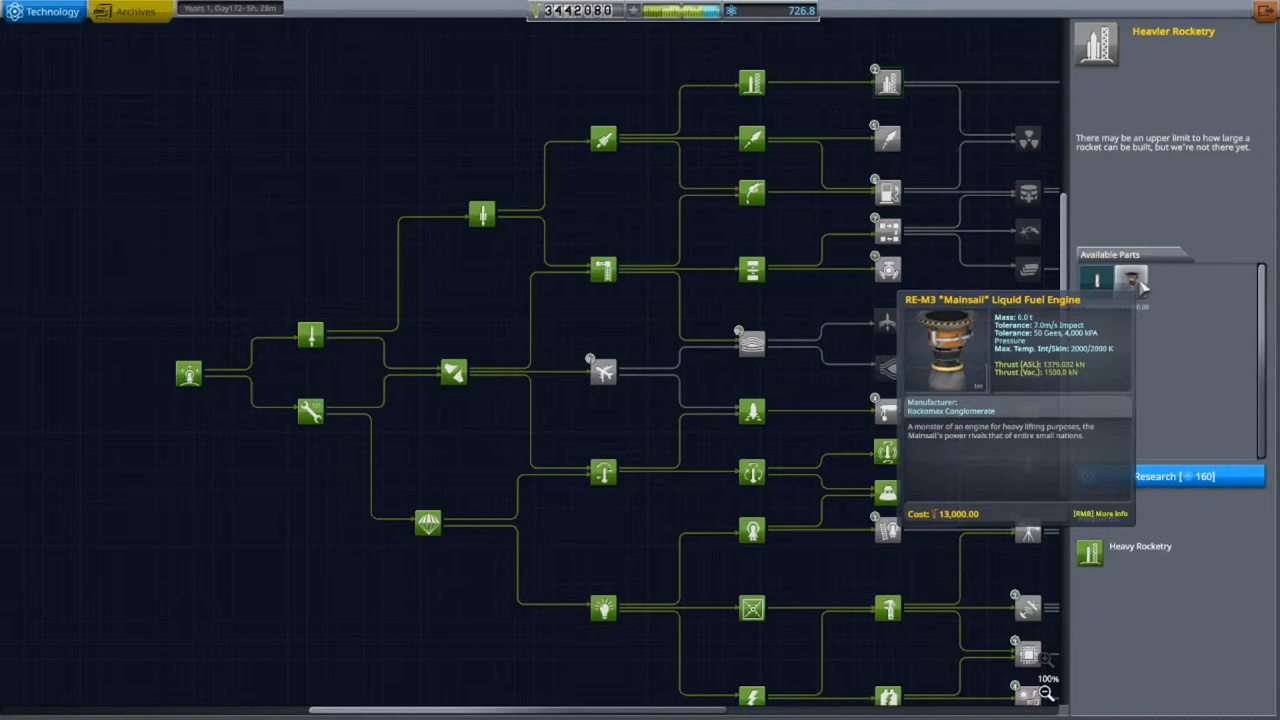 Technology
Archives
Years 1, Day172- 5h, 28m
3442080
726.8
Heavier Rocketry
There may be an upper limit to how large a
rocket can be built, but we're not there yet.
Available Parts
RE-M3 "Mainsail" Liquid Fuel Engine
Mass: 6.0 t
Tolerance: 7.0m/s Impact
Tolerance: 50 Gees, 4,000 kPA
Pressure
Max. Temp. Int/Skin: 2000/2000 K
Thrust (ASL): 1379.032 kN
Thrust (Vac.): 1500.0 kN
1m
Manufacturer:
Rockomax Conglomerate
A monster of an engine for heavy lifting purposes, the
Mainsail's power rivals that of entire small nations.
Cost: 13,000.00
[RMB] More Info
Research [160]
Heavy Rocketry
100%